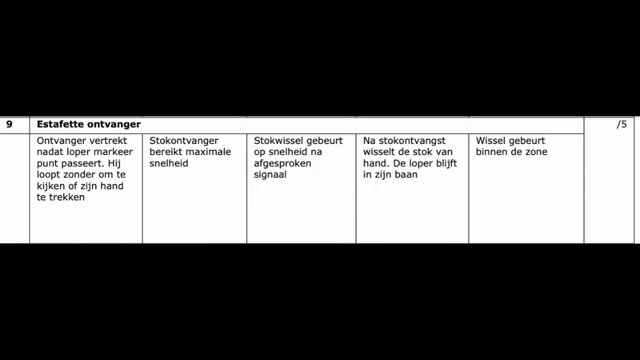 9 Estafette ontvanger /5
Ontvanger vertrekt
nadat loper markeer
punt passeert. Hij
loopt zonder om te
kijken of zijn hand
te trekken
Stokontvanger
bereikt maximale
snelheid
Stokwissel gebeurt
op snelheid na
afgesproken
signaal
Na stokontvangst
wisselt de stok van
hand. De loper blijft
in zijn baan
Wissel gebeurt
binnen de zone